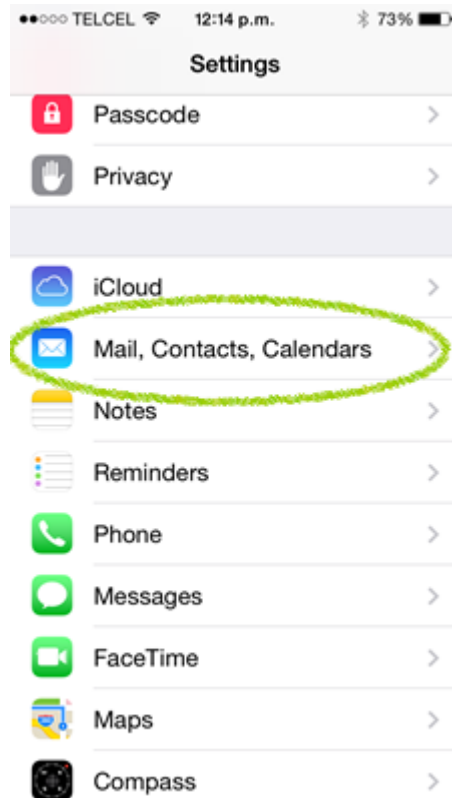 TELCEL 12:14 p.m. 73%
Settings
Passcode
Privacy
iCloud
Mail, Contacts, Calendars
Notes
Reminders
Phone
Messages
FaceTime
Maps
Compass